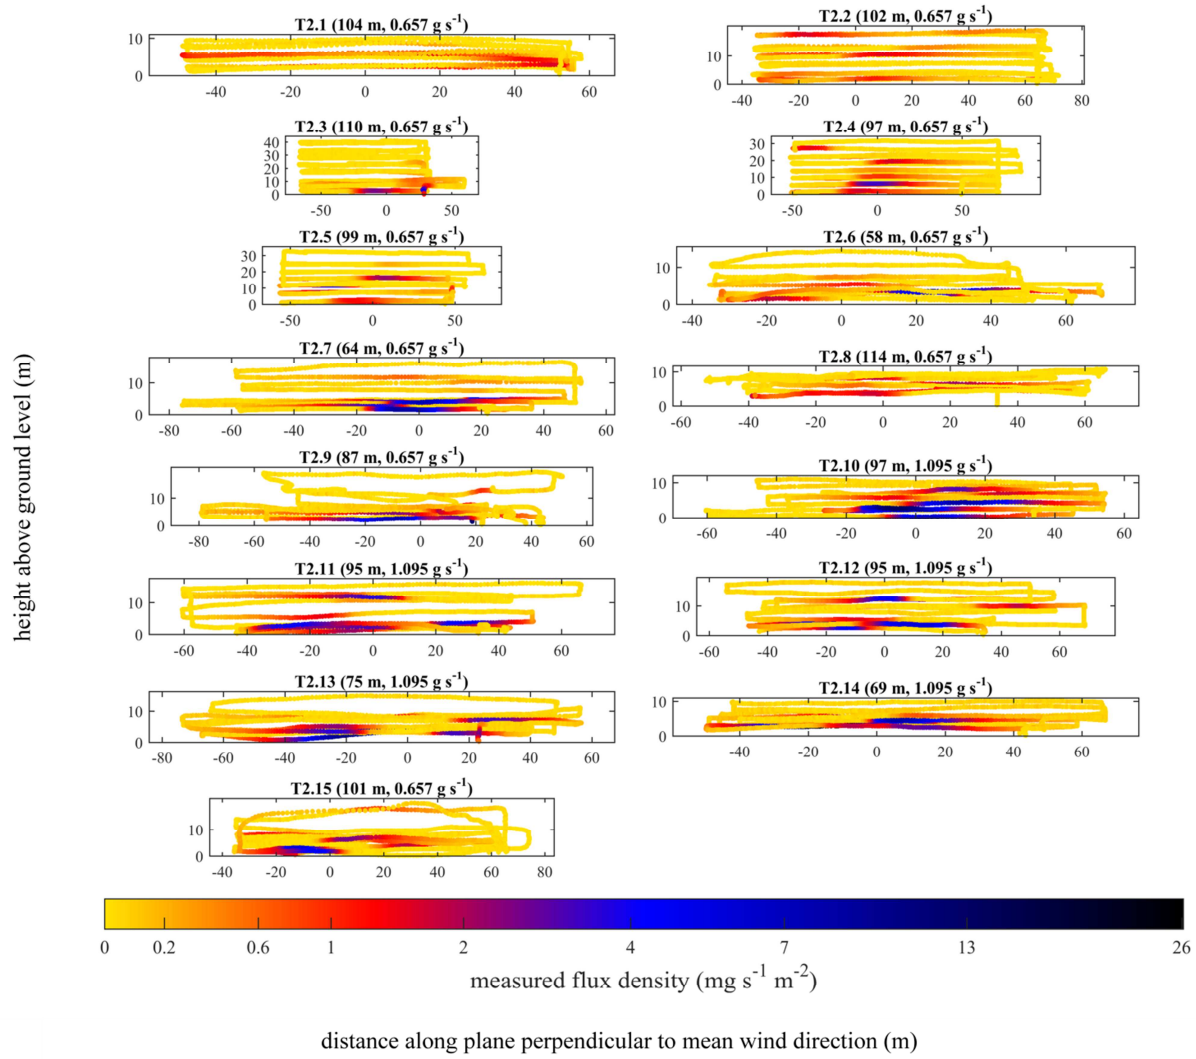 T2.1 (104 m, 0.657 g s-1)
10
0
-40 -20 0 20 40 60
T2.2 (102 m, 0.657 g s-1)
10
0
-40 -20 0 20 40 60 80
T2.3 (110 m, 0.657 g s-1)
40
30
20
10
0
-50 0 50
T2.4 (97 m, 0.657 g s-1)
30
20
10
0
-50 0 50
T2.5 (99 m, 0.657 g s-1)
30
20
10
0
-50 0 50
T2.6 (58 m, 0.657 g s-1)
10
0
-40 -20 0 20 40 60
T2.7 (64 m, 0.657 g s-1)
10
0
-80 -60 -40 -20 0 20 40 60
T2.8 (114 m, 0.657 g s-1)
10
0
-60 -40 -20 0 20 40 60
T2.9 (87 m, 0.657 g s-1)
10
0
-80 -60 -40 -20 0 20 40 60
T2.10 (97 m, 1.095 g s-1)
10
0
-60 -40 -20 0 20 40 60
T2.11 (95 m, 1.095 g s-1)
10
0
-60 -40 -20 0 20 40 60
T2.12 (95 m, 1.095 g s-1)
10
0
-60 -40 -20 0 20 40 60
T2.13 (75 m, 1.095 g s-1)
10
0
-80 -60 -40 -20 0 20 40 60
T2.14 (69 m, 1.095 g s-1)
10
0
-40 -20 0 20 40 60
T2.15 (101 m, 0.657 g s-1)
10
0
-40 -20 0 20 40 60 80
height above ground level (m)
0 0.2 0.6 1 2 4 7 13 26
measured flux density (mg s-1 m-2)
distance along plane perpendicular to mean wind direction (m)